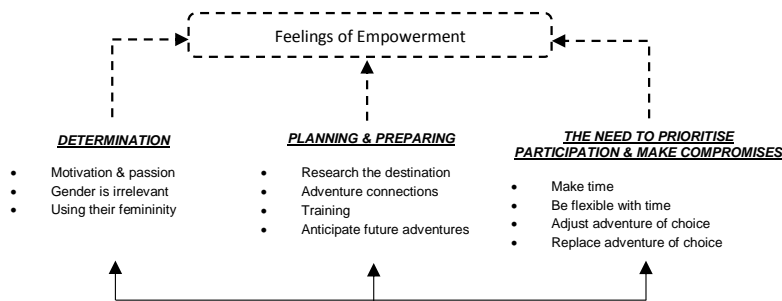 Feelings of Empowerment
DETERMINATION
• Motivation & passion
• Gender is irrelevant
• Using their femininity
PLANNING & PREPARING
• Research the destination
• Adventure connections
• Training
• Anticipate future adventures
THE NEED TO PRIORITISE
PARTICIPATION & MAKE COMPROMISES
• Make time
• Be flexible with time
• Adjust adventure of choice
• Replace adventure of choice